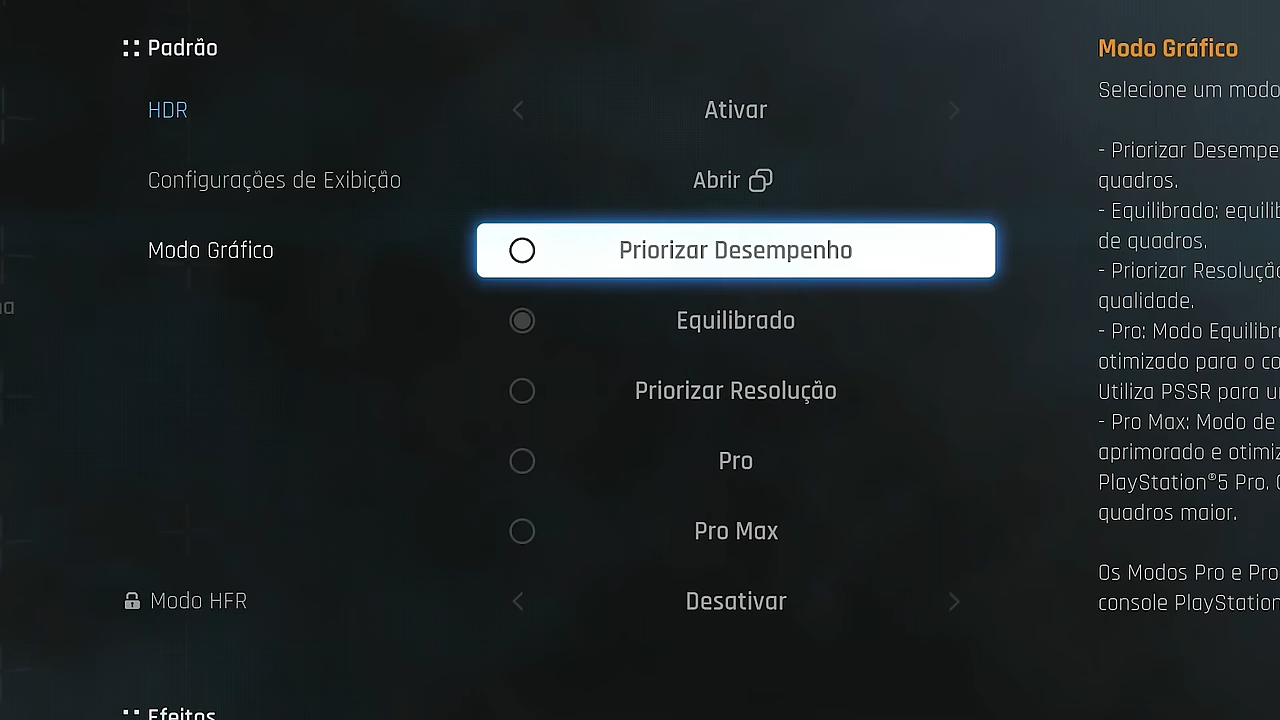 Padrão
HDR
Ativar
Configurações de Exibição
Abrir
Modo Gráfico
Priorizar Desempenho
Equilibrado
Priorizar Resolução
Pro
Pro Max
Modo HFR
Desativar
Efeitos
Modo Gráfico
Selecione um modo
- Priorizar Desempe
quadros.
- Equilibrado: equilib
de quadros.
- Priorizar Resolução
qualidade.
- Pro: Modo Equilibr
otimizado para o co
Utiliza PSSR para u
- Pro Max: Modo de
aprimorado e otimiz
PlayStation®5 Pro.
quadros maior.
Os Modos Pro e Pro
console PlayStation